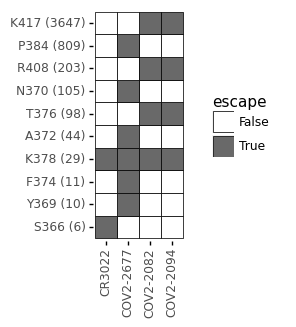 K417 (3647)
P384 (809)
R408 (203)
N370 (105)
T376 (98)
A372 (44)
K378 (29)
F374 (11)
Y369 (10)
S366 (6)
CR3022
COV2-2677
COV2-2082
COV2-2094
escape
False
True